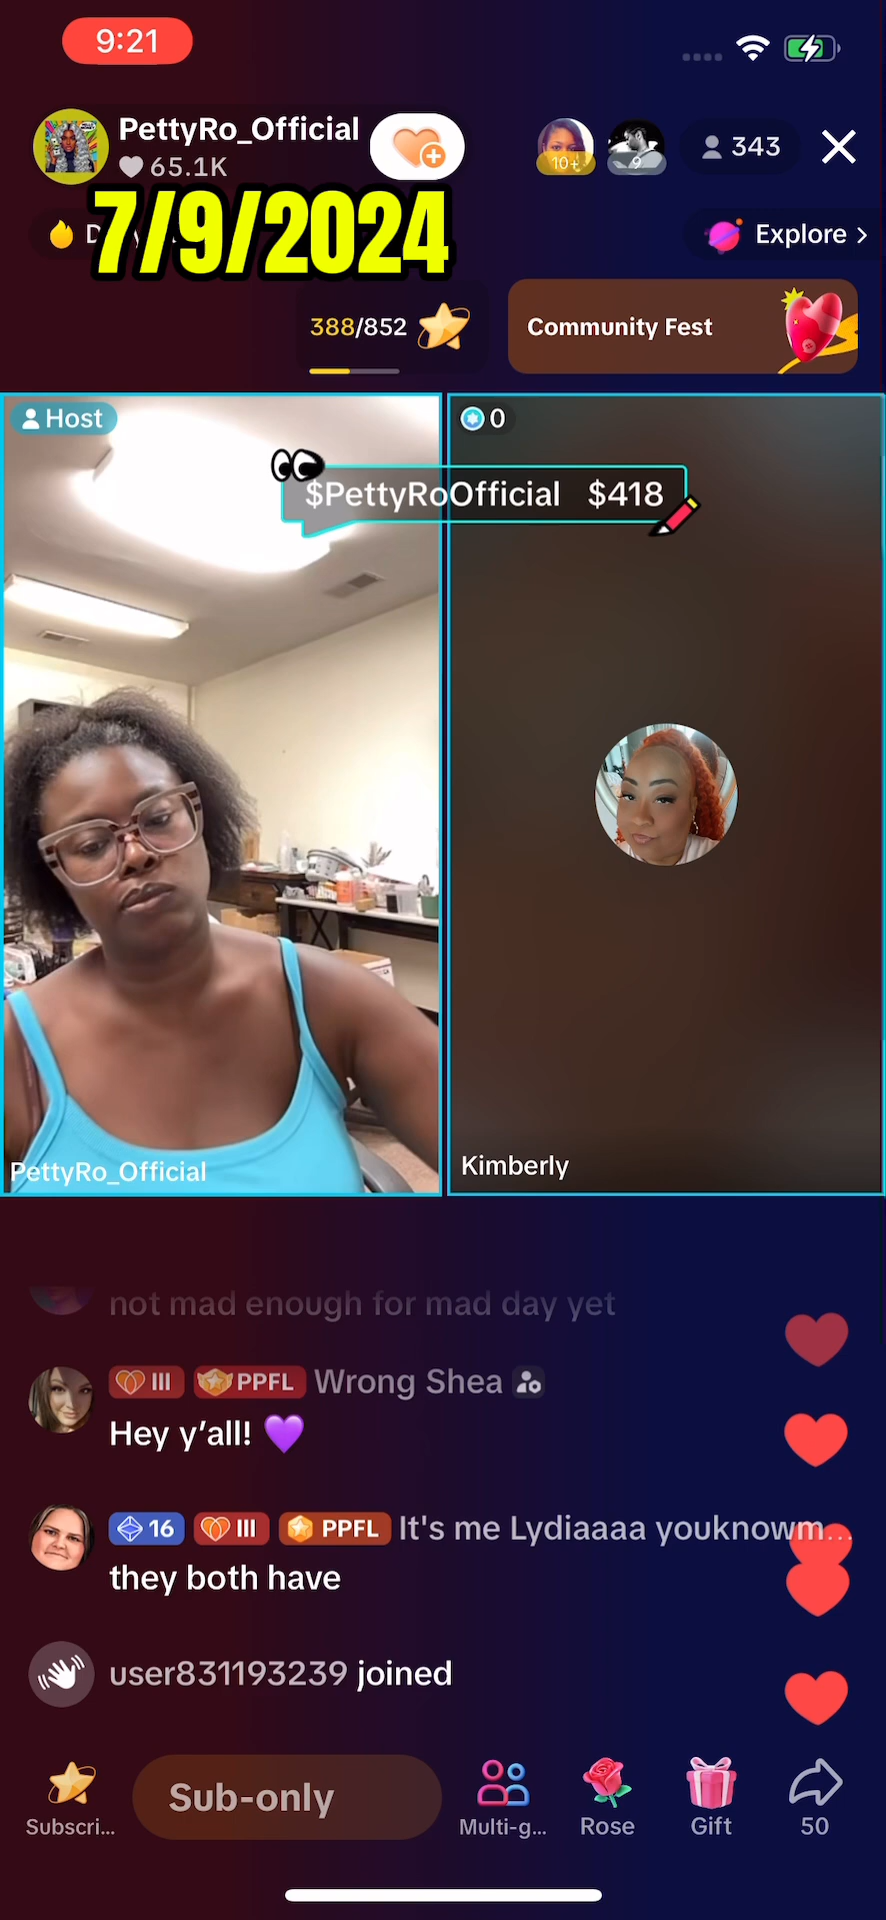 9:21
PettyRo_Official
65.1K
10+
9
343
7/9/2024
Explore >
388/852
Community Fest
Host
0
$PettyRoOfficial $418
PettyRo_Official
Kimberly
not mad enough for mad day yet
III PPFL Wrong Shea
Hey y’all! 💜
16 III PPFL It's me Lydiaaaa youknowm...
they both have
user831193239 joined
Subscri...
Sub-only
Multi-g...
Rose
Gift
50